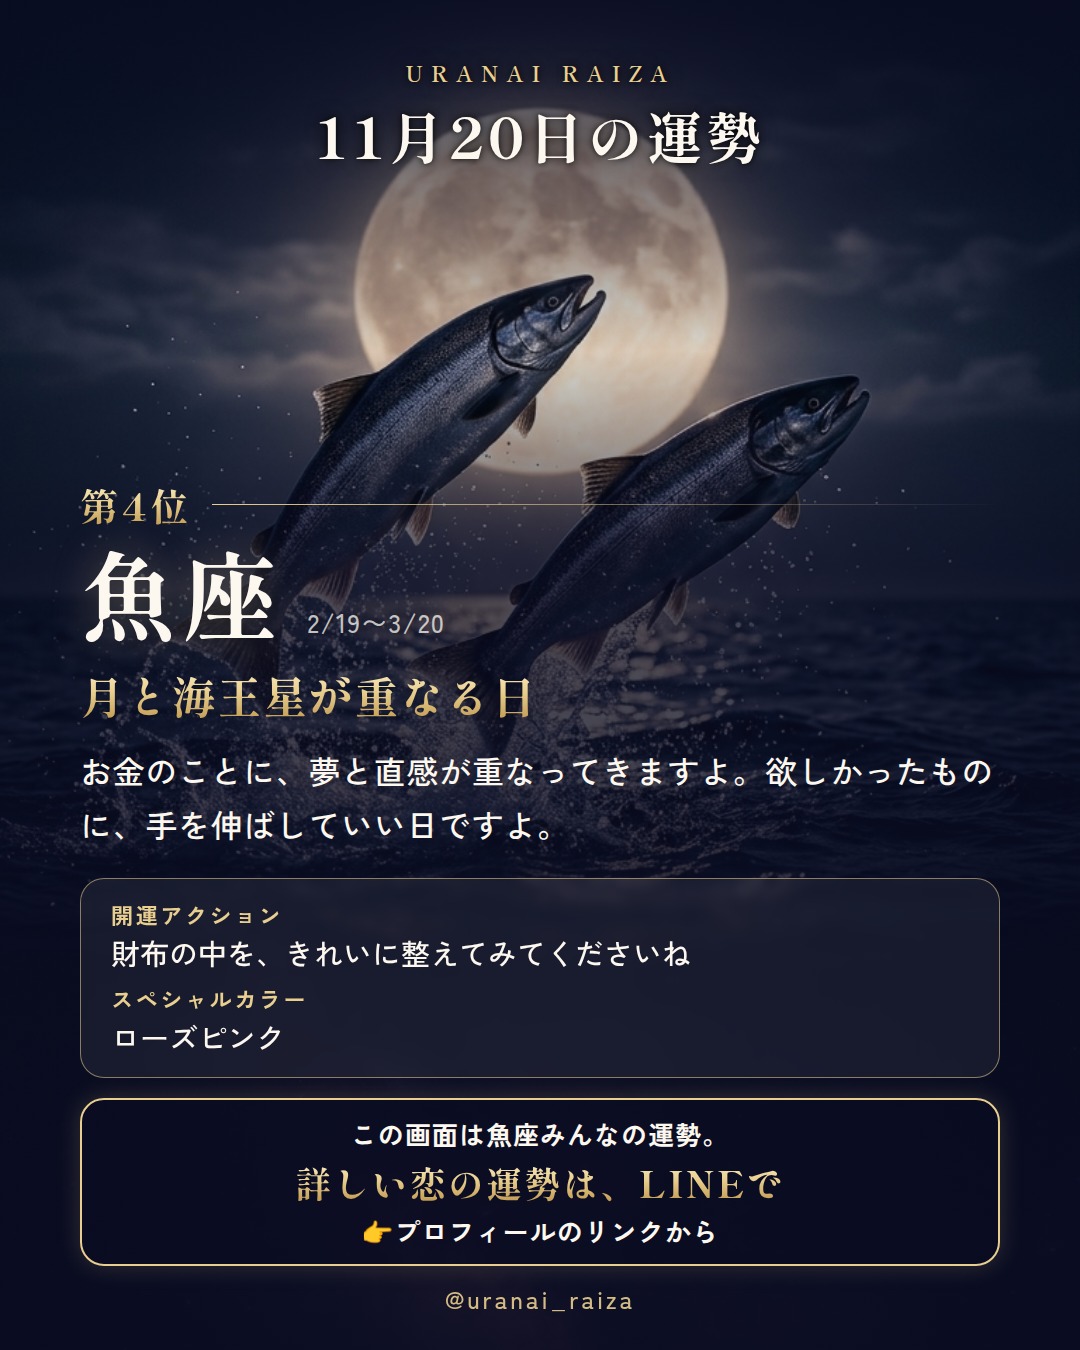 URANAI RAIZA
11月20日の運勢
第4位
魚座 2/19〜3/20
月と海王星が重なる日
お金のことに、夢と直感が重なってきますよ。欲しかったもの
に、手を伸ばしていい日ですよ。
開運アクション
財布の中を、きれいに整えてみてくださいね
スペシャルカラー
ローズピンク
この画面は魚座みんなの運勢。
詳しい恋の運勢は、LINEで
👉プロフィールのリンクから
@uranai_raiza